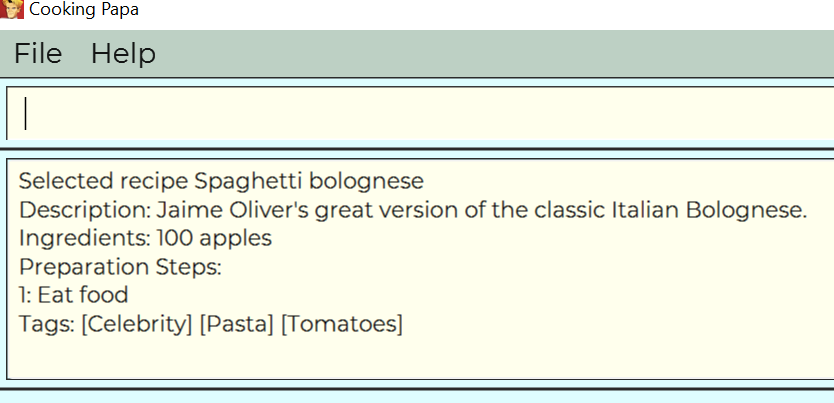 Cooking Papa
File Help
Selected recipe Spaghetti bolognese
Description: Jaime Oliver's great version of the classic Italian Bolognese.
Ingredients: 100 apples
Preparation Steps:
1: Eat food
Tags: [Celebrity] [Pasta] [Tomatoes]